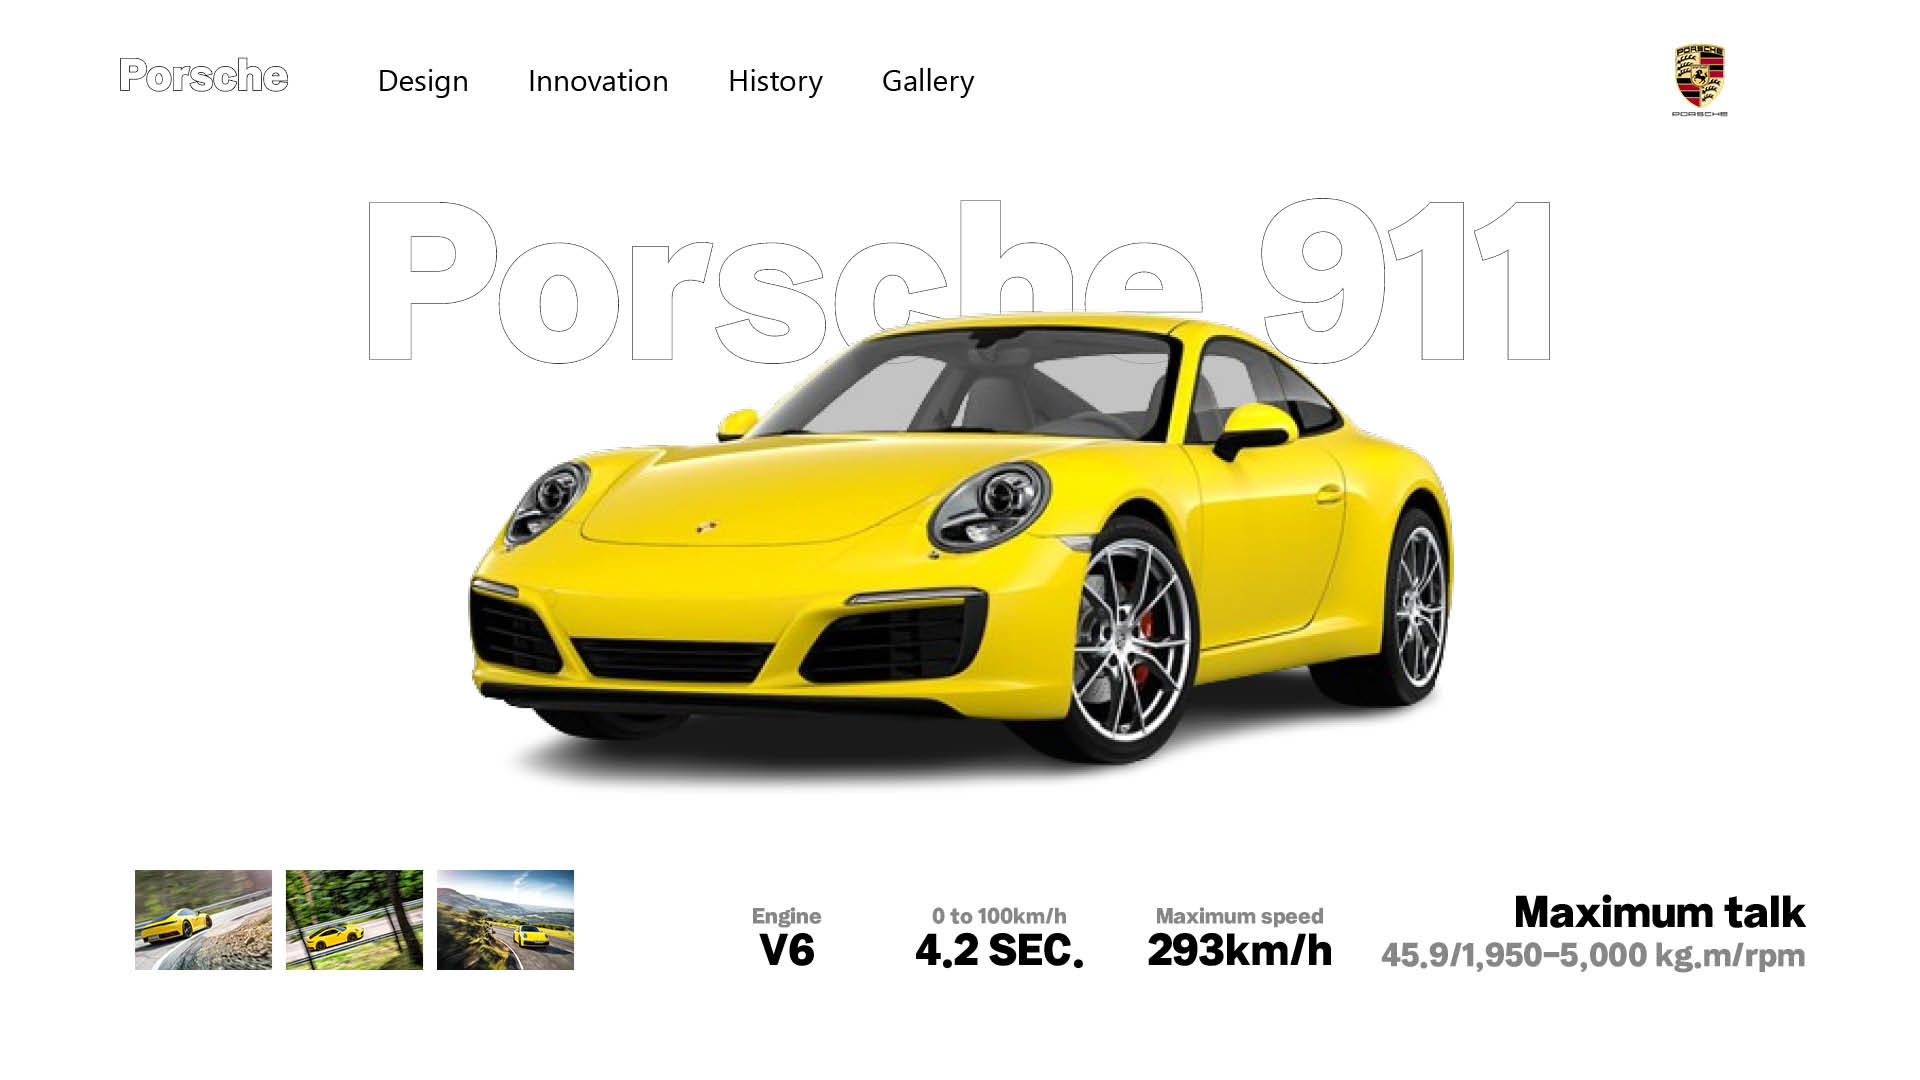 Porsche
Design
Innovation
History
Gallery
PORSCHE
PORSCHE
Porsche 911
Engine
V6
0 to 100km/h
4.2 SEC.
Maximum speed
293km/h
Maximum talk
45.9/1,950-5,000 kg.m/rpm